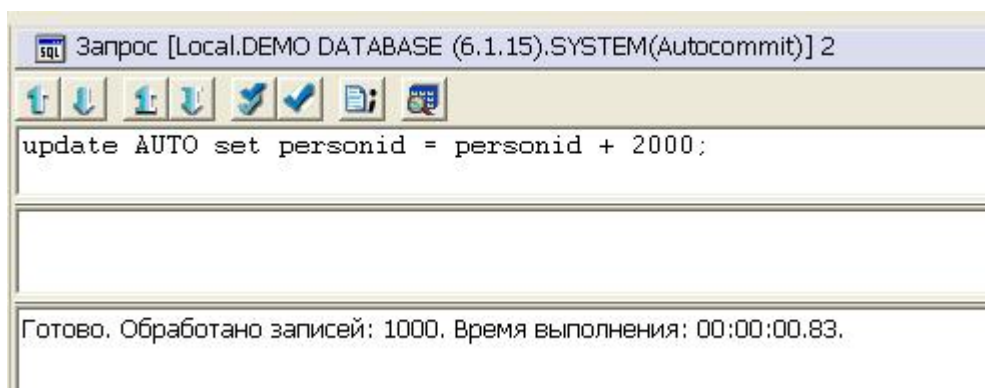 SQL Запрос [Local.DEMO DATABASE (6.1.15).SYSTEM(Autocommit)] 2
update AUTO set personid = personid + 2000;
Готово. Обработано записей: 1000. Время выполнения: 00:00:00.83.